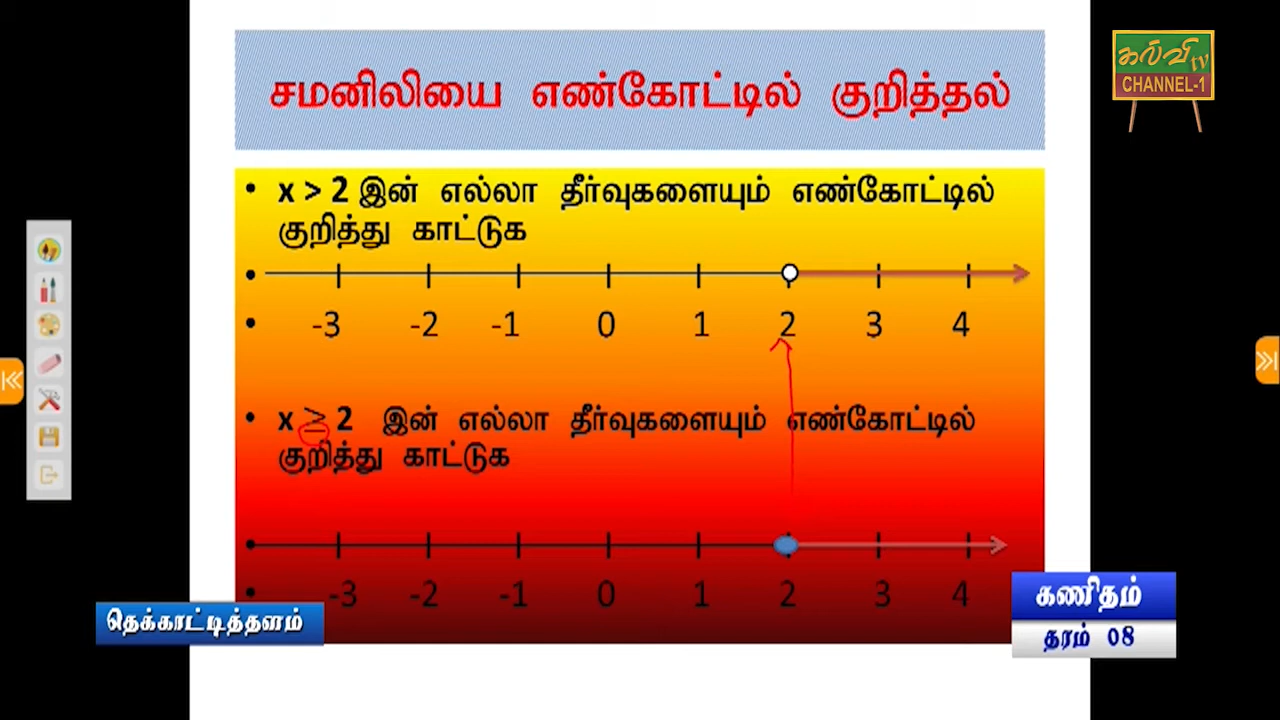 சமனிலியை எண்கோட்டில் குறித்தல்
கல்வி TV
CHANNEL-1
• x > 2 இன் எல்லா தீர்வுகளையும் எண்கோட்டில்
குறித்து காட்டுக
• -3 -2 -1 0 1 2 3 4
• x ≥ 2 இன் எல்லா தீர்வுகளையும் எண்கோட்டில்
குறித்து காட்டுக
• -3 -2 -1 0 1 2 3 4
தெக்காட்டித்தளம்
கணிதம்
தரம் 08